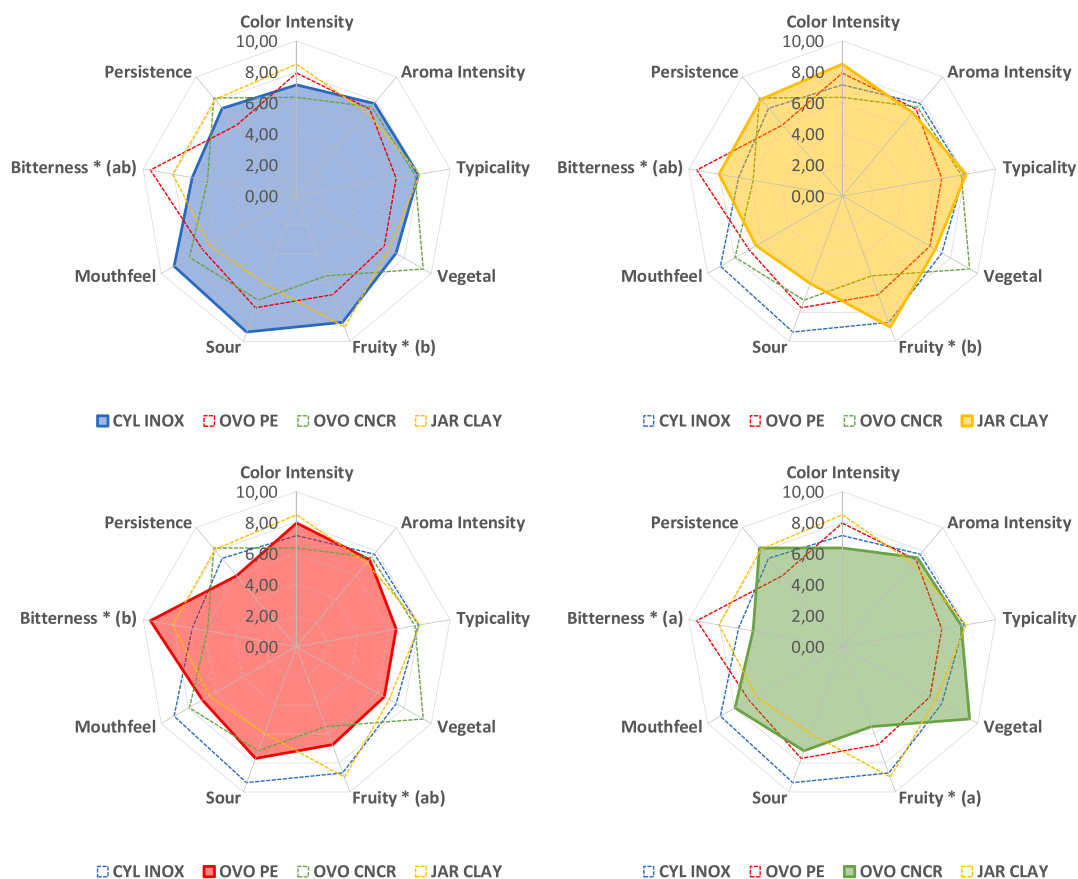 Color Intensity
10,00
8,00
6,00
4,00
2,00
0,00
Aroma Intensity
Typicality
Vegetal
Fruity * (b)
Sour
Mouthfeel
Bitterness * (ab)
Persistence
CYL INOX OVO PE OVO CNCR JAR CLAY
Color Intensity
10,00
8,00
6,00
4,00
2,00
0,00
Aroma Intensity
Typicality
Vegetal
Fruity * (b)
Sour
Mouthfeel
Bitterness * (ab)
Persistence
CYL INOX OVO PE OVO CNCR JAR CLAY
Color Intensity
10,00
8,00
6,00
4,00
2,00
0,00
Aroma Intensity
Typicality
Vegetal
Fruity * (ab)
Sour
Mouthfeel
Bitterness * (b)
Persistence
CYL INOX OVO PE OVO CNCR JAR CLAY
Color Intensity
10,00
8,00
6,00
4,00
2,00
0,00
Aroma Intensity
Typicality
Vegetal
Fruity * (a)
Sour
Mouthfeel
Bitterness * (a)
Persistence
CYL INOX OVO PE OVO CNCR JAR CLAY